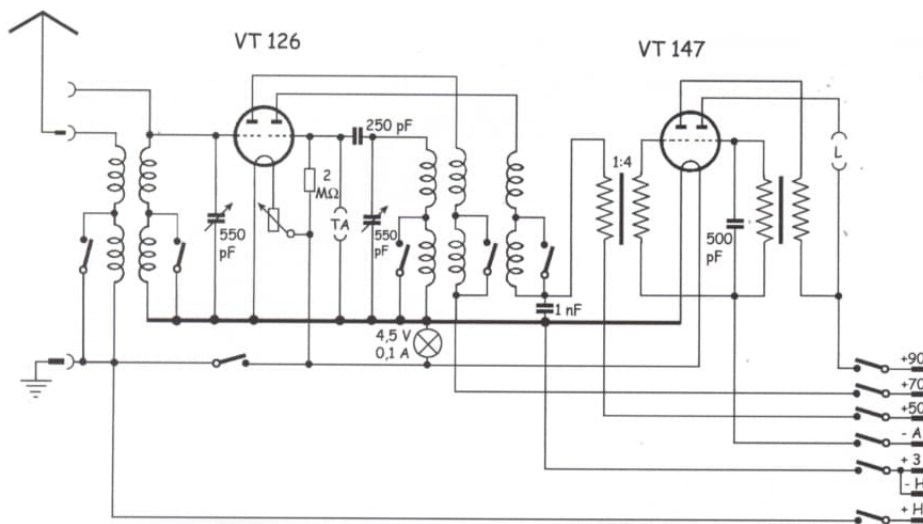 VT 126
VT 147
250 pF
1:4
L
2
MΩ
TA
550
pF
550
pF
500
pF
1 nF
4,5 V
0,1 A
+90
+70
+50
- A
+ 3
- H
+ H